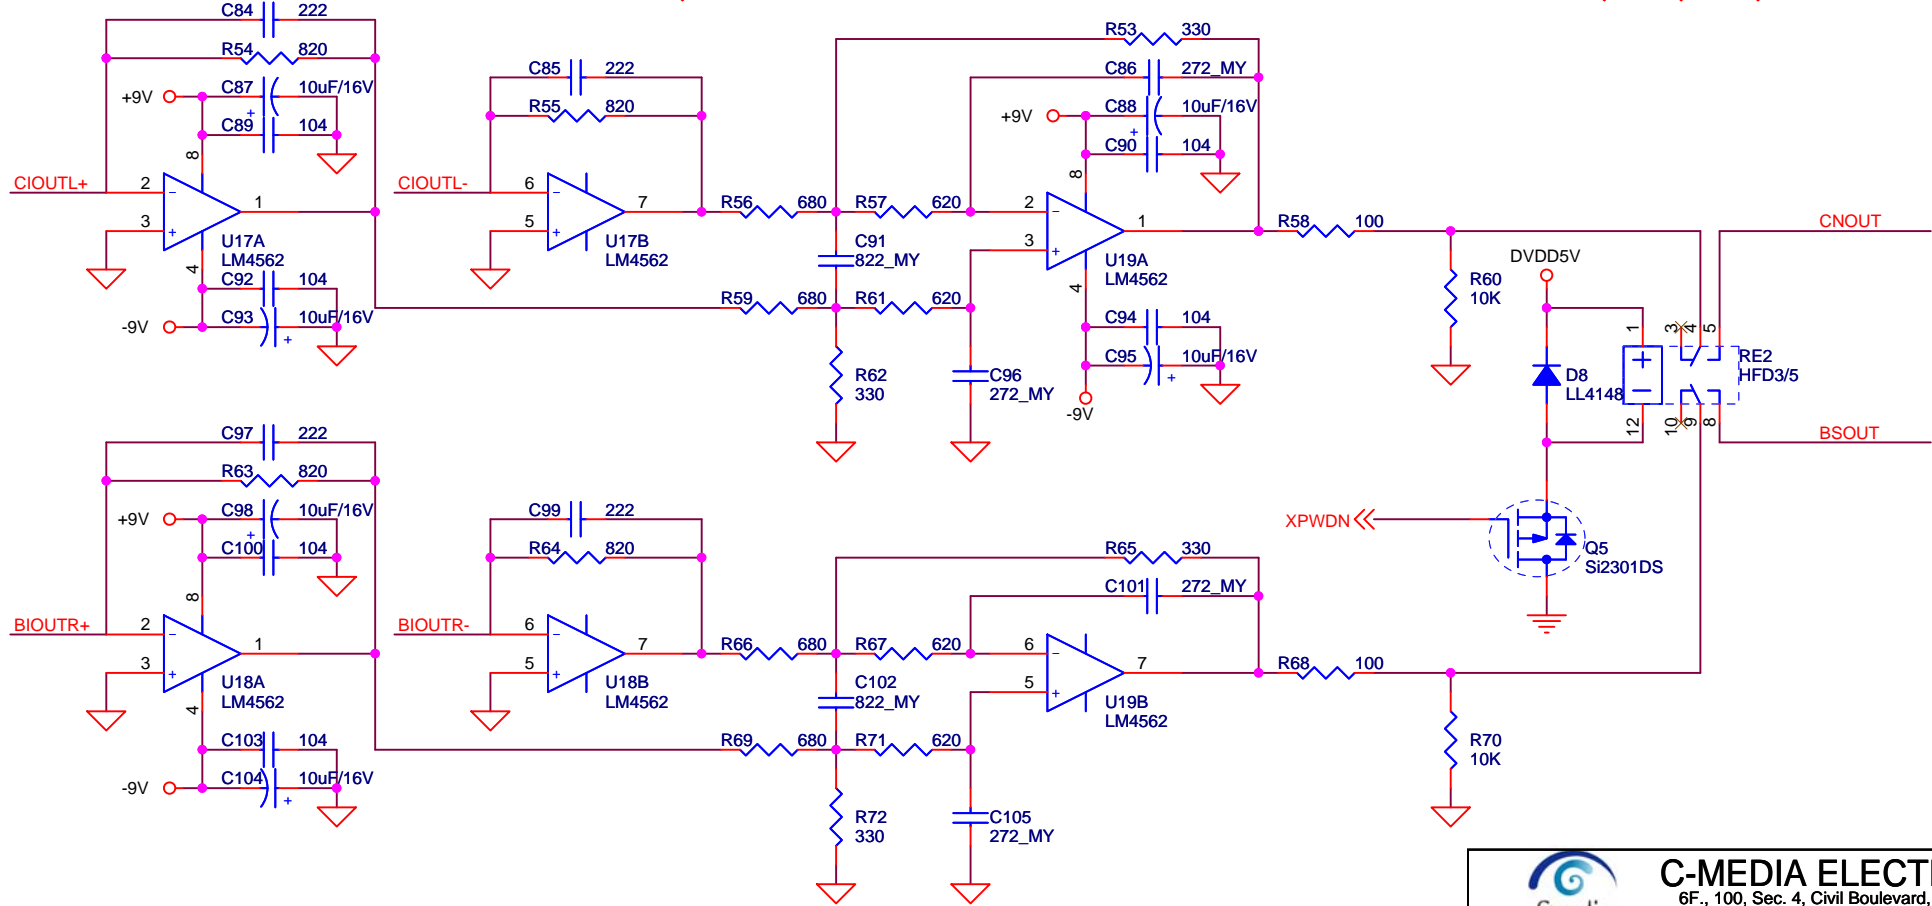 C84 222
R54 820
+9V C87 10uF/16V
+
C89 104
8
CIOUTL+ 2 −
3 + 1
U17A
LM4562
4
C92 104
-9V C93 10uF/16V
+
C85 222
R55 820
CIOUTL- 6 −
5 + 7
U17B
LM4562
R56 680 R57 620
C91
822_MY
R59 680 R61 620
R62
330
C96
272_MY
R53 330
C86 272_MY
+9V C88 10uF/16V
+
C90 104
8
2 −
3 + 1
U19A
LM4562
4
C94 104
C95 10uF/16V
+
-9V
R58 100
R60
10K
DVDD5V
D8
LL4148
1 3 4 5
RE2
HFD3/5
12 10 9 8
CNOUT
BSOUT
XPWDN
Q5
Si2301DS
C97 222
R63 820
+9V C98 10uF/16V
+
C100 104
8
BIOUTR+ 2 −
3 + 1
U18A
LM4562
4
C103 104
-9V C104 10uF/16V
+
C99 222
R64 820
BIOUTR- 6 −
5 + 7
U18B
LM4562
R66 680 R67 620
C102
822_MY
R69 680 R71 620
R72
330
C105
272_MY
R65 330
C101 272_MY
6 −
5 + 7
U19B
LM4562
R68 100
R70
10K
C-MEDIA ELECT
6F., 100, Sec. 4, Civil Boulevard,